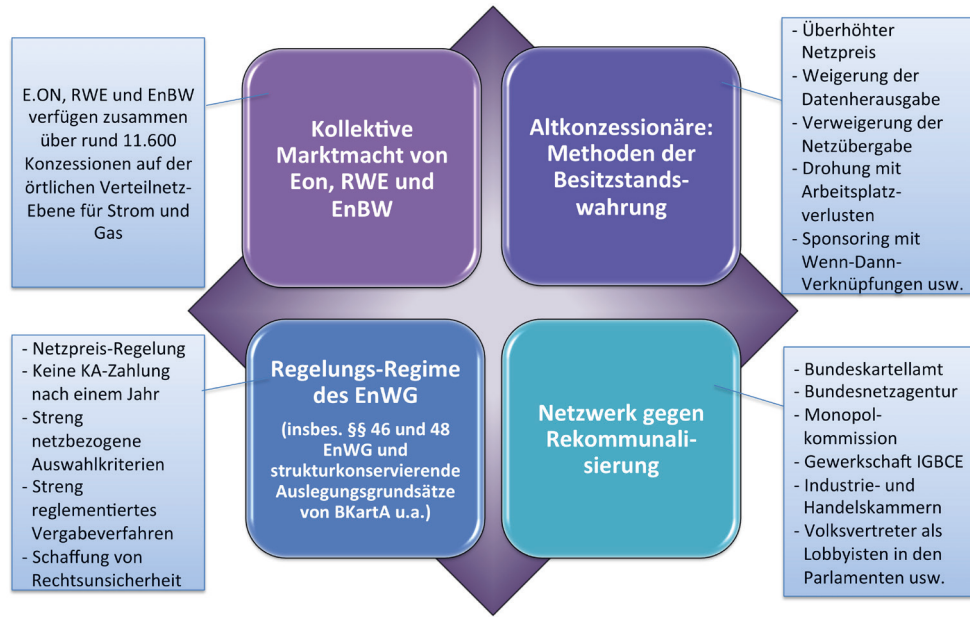 E.ON, RWE und EnBW
verfügen zusammen
über rund 11.600
Konzessionen auf der
örtlichen Verteilnetz-
Ebene für Strom und
Gas
Kollektive
Marktmacht von
Eon, RWE und
EnBW
Altkonzessionäre:
Methoden der
Besitzstands-
wahrung
- Überhöhter
Netzpreis
- Weigerung der
Datenherausgabe
- Verweigerung der
Netzübergabe
- Drohung mit
Arbeitsplatz-
verlusten
- Sponsoring mit
Wenn-Dann-
Verknüpfungen usw.
- Netzpreis-Regelung
- Keine KA-Zahlung
nach einem Jahr
- Streng
netzbezogene
Auswahlkriterien
- Streng
reglementiertes
Vergabeverfahren
- Schaffung von
Rechtsunsicherheit
Regelungs-Regime
des EnWG
(insbes. §§ 46 und 48
EnWG und
strukturkonservierende
Auslegungsgrundsätze
von BKartA u.a.)
Netzwerk gegen
Rekommunali-
sierung
- Bundeskartellamt
- Bundesnetzagentur
- Monopol-
kommission
- Gewerkschaft IGBCE
- Industrie- und
Handelskammern
- Volksvertreter als
Lobbyisten in den
Parlamenten usw.